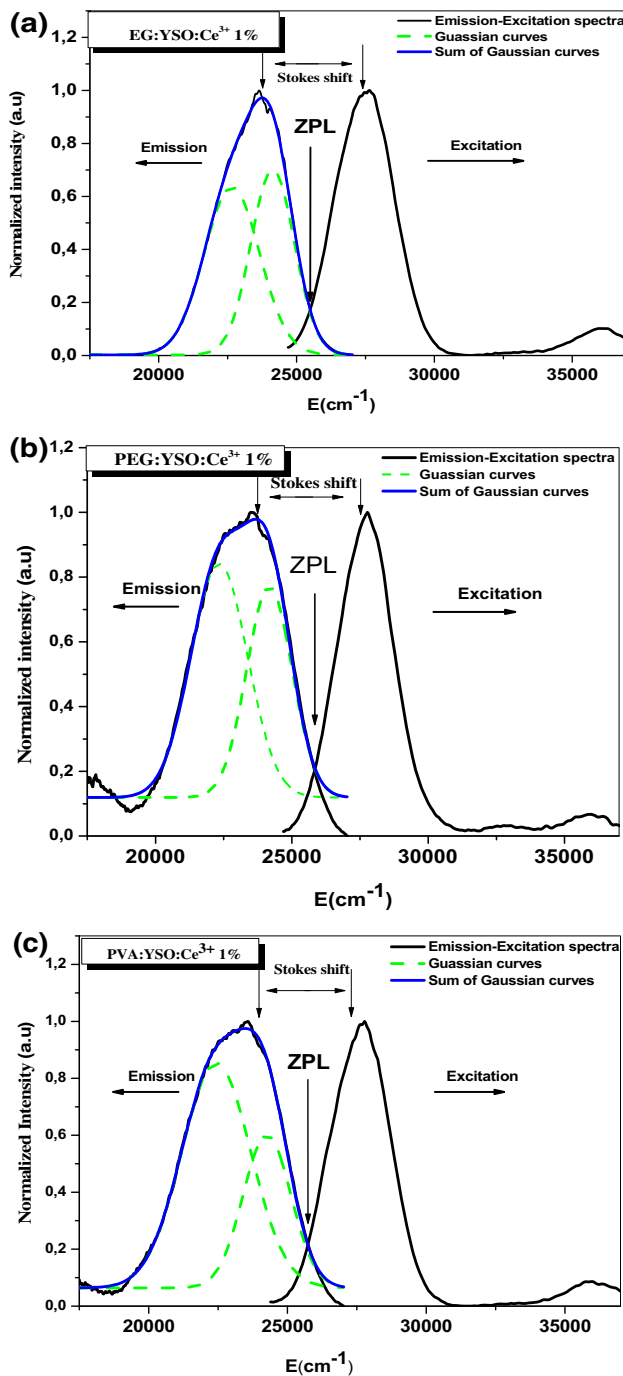 (a)
EG:YSO:Ce³⁺ 1%
Emission-Excitation spectra
Guassian curves
Sum of Gaussian curves
Stokes shift
ZPL
Emission
Excitation
Normalized intensity (a.u)
1,2
1,0
0,8
0,6
0,4
0,2
0,0
20000 25000 30000 35000
E(cm⁻¹)
(b)
PEG:YSO:Ce³⁺ 1%
Emission-Excitation spectra
Guassian curves
Sum of Gaussian curves
Stokes shift
ZPL
Emission
Excitation
Normalized intensity (a.u)
1,2
1,0
0,8
0,6
0,4
0,2
0,0
20000 25000 30000 35000
E(cm⁻¹)
(c)
PVA:YSO:Ce³⁺ 1%
Emission-Excitation spectra
Guassian curves
Sum of Gaussian curves
Stokes shift
ZPL
Emission
Excitation
Normalized Intensity (a.u)
1,2
1,0
0,8
0,6
0,4
0,2
0,0
20000 25000 30000 35000
E(cm⁻¹)